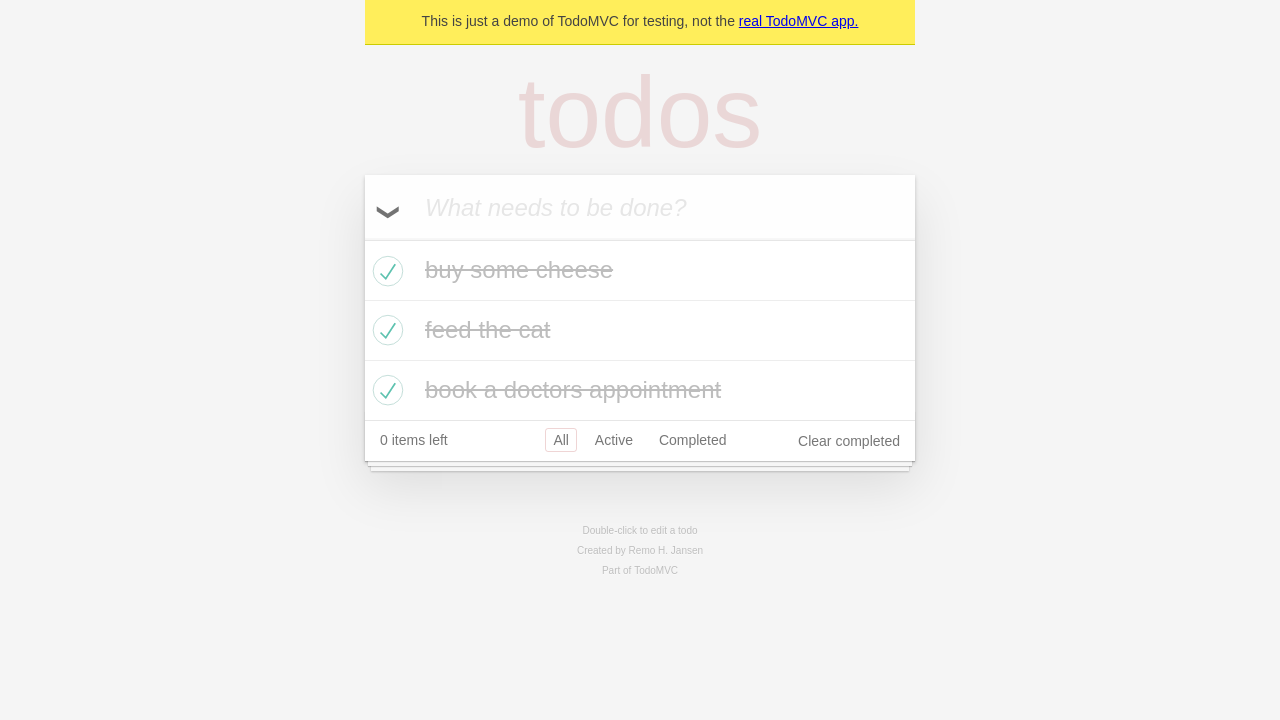 This is just a demo of TodoMVC for testing, not the real TodoMVC app.
todos
What needs to be done?
buy some cheese
feed the cat
book a doctors appointment
0 items left All Active Completed Clear completed
Double-click to edit a todo
Created by Remo H. Jansen
Part of TodoMVC